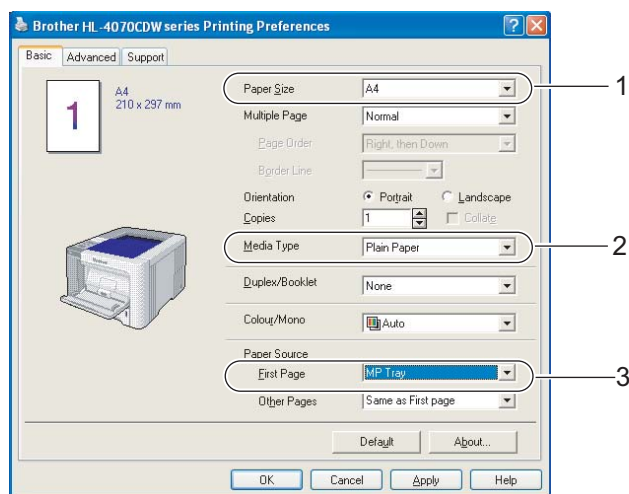 Brother HL-4070CDW series Printing Preferences
Basic Advanced Support
1
A4
210 x 297 mm
Paper Size A4 1
Multiple Page Normal
Page Order Right, then Down
Border Line
Orientation Portrait Landscape
Copies 1 Collate
Media Type Plain Paper 2
Duplex/Booklet None
Colour/Mono Auto
Paper Source
First Page MP Tray 3
Other Pages Same as First page
Default About...
OK Cancel Apply Help